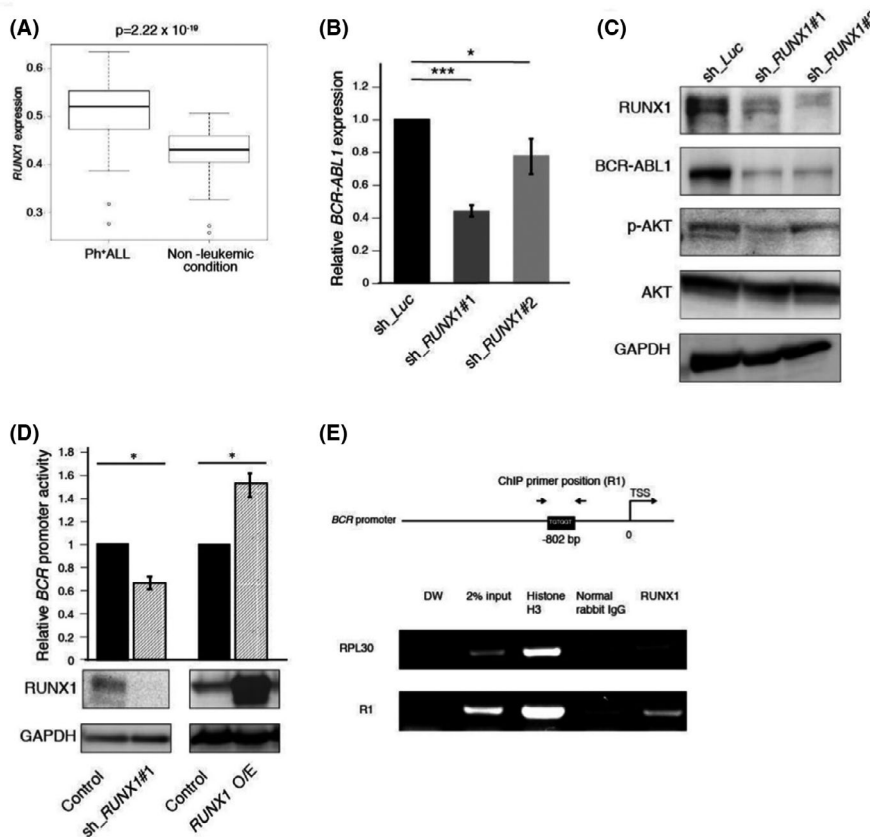 (A)
p=2.22 x 10-19
RUNX1 expression
0.6
0.5
0.4
0.3
Ph+ALL
Non -leukemic
condition
(B)
Relative BCR-ABL1 expression
1.2
1.0
0.8
0.6
0.4
0.2
0
*
***
sh_Luc
sh_RUNX1#1
sh_RUNX1#2
(C)
sh_Luc
sh_RUNX1#1
sh_RUNX1#2
RUNX1
BCR-ABL1
p-AKT
AKT
GAPDH
(D)
Relative BCR promoter activity
1.8
1.6
1.4
1.2
1
0.8
0.6
0.4
0.2
0
*
*
RUNX1
GAPDH
Control
sh_RUNX1#1
Control
RUNX1 O/E
(E)
ChIP primer position (R1)
TSS
BCR promoter
TGTGGT
-802 bp
0
DW
2% input
Histone
H3
Normal
rabbit IgG
RUNX1
RPL30
R1